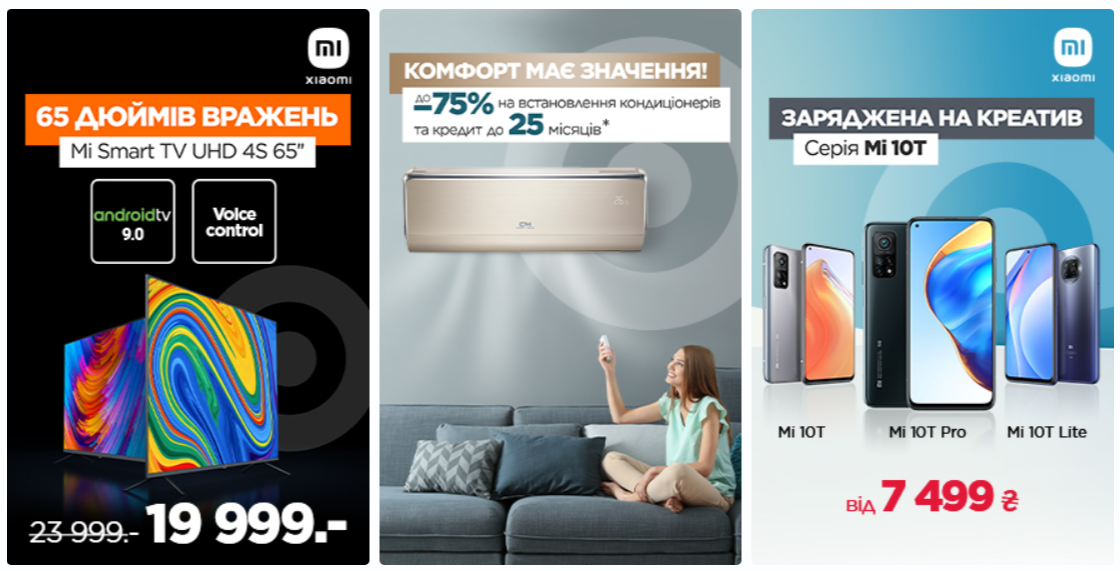 mi
xiaomi
65 ДЮЙМІВ ВРАЖЕНЬ
Mi Smart TV UHD 4S 65"
androidtv
9.0
Voice
control
23 999.- 19 999.-
КОМФОРТ МАЄ ЗНАЧЕННЯ!
до -75% на встановлення кондиціонерів
та кредит до 25 місяців*
mi
xiaomi
ЗАРЯДЖЕНА НА КРЕАТИВ
Серія Mi 10T
Mi 10T
Mi 10T Pro
Mi 10T Lite
від 7 499 ₴